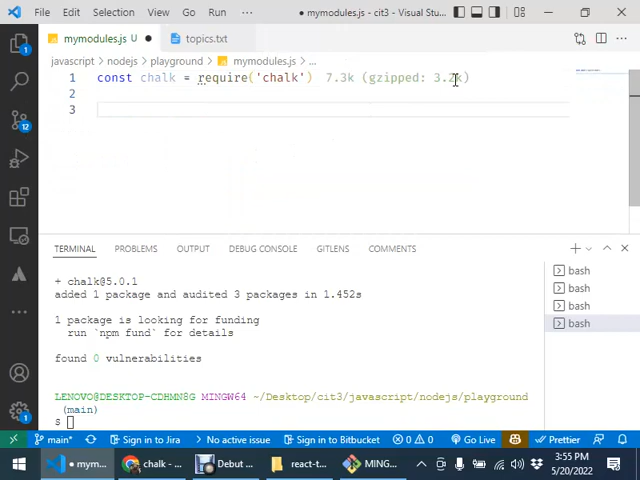 File Edit Selection View Go Run ... • mymodules.js - cit3 - Visual Stu...
mymodules.js topics.txt
javascript > nodejs > playground > mymodules.js > ...
1 const chalk = require('chalk') 7.3k (gzipped: 3.2k)
2
3
TERMINAL PROBLEMS OUTPUT DEBUG CONSOLE GITLENS COMMENTS
+ chalk@5.0.1
added 1 package and audited 3 packages in 1.452s
1 package is looking for funding
run `npm fund` for details
found 0 vulnerabilities
LENOVO@DESKTOP-CDHMN8G MINGW64 ~/Desktop/cit3/javascript/nodejs/playground
(main)
$
bash
bash
bash
bash
main* Sign in to Jira No active issue Sign in to Bitbucket 0 0 Go Live Prettier
• mym... chalk - ... Debut ... react-t... MING... 3:55 PM
5/20/2022